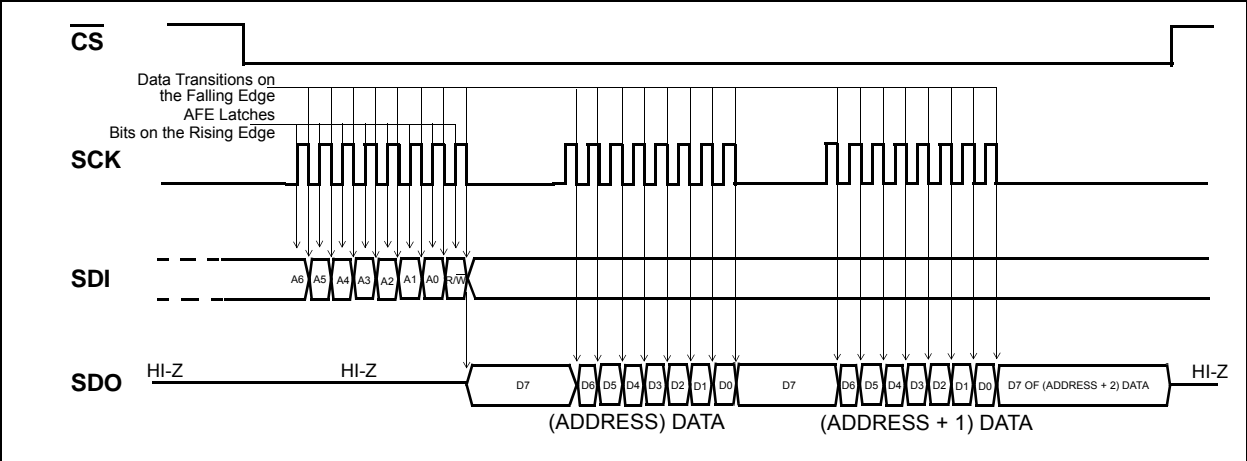 CS
Data Transitions on
the Falling Edge
AFE Latches
Bits on the Rising Edge
SCK
SDI
A6 A5 A4 A3 A2 A1 A0 R/W
SDO
HI-Z HI-Z D7 D6 D5 D4 D3 D2 D1 D0 D7 D6 D5 D4 D3 D2 D1 D0 D7 OF (ADDRESS + 2) DATA HI-Z
(ADDRESS) DATA (ADDRESS + 1) DATA